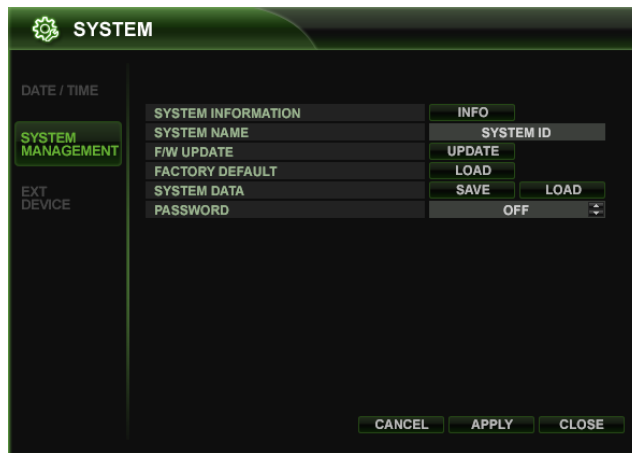 SYSTEM
DATE / TIME
SYSTEM
MANAGEMENT
EXT
DEVICE
SYSTEM INFORMATION INFO
SYSTEM NAME SYSTEM ID
F/W UPDATE UPDATE
FACTORY DEFAULT LOAD
SYSTEM DATA SAVE LOAD
PASSWORD OFF
CANCEL APPLY CLOSE